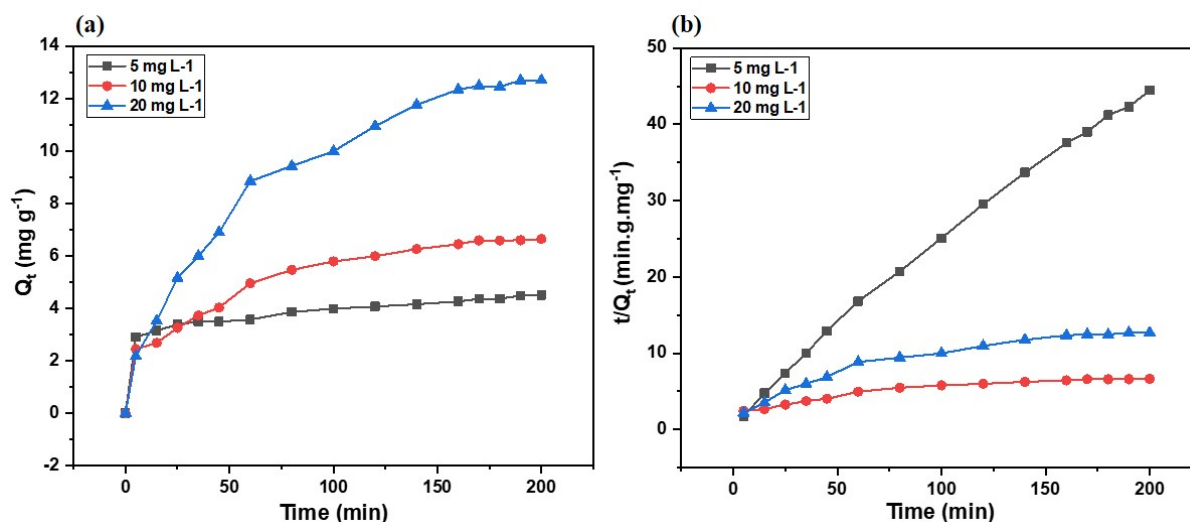 (a)
14
12
10
8
6
4
2
0
-2
Qt (mg g-1)
5 mg L-1
10 mg L-1
20 mg L-1
0 50 100 150 200
Time (min)
(b)
50
40
30
20
10
0
t/Qt (min.g.mg-1)
5 mg L-1
10 mg L-1
20 mg L-1
0 50 100 150 200
Time (min)